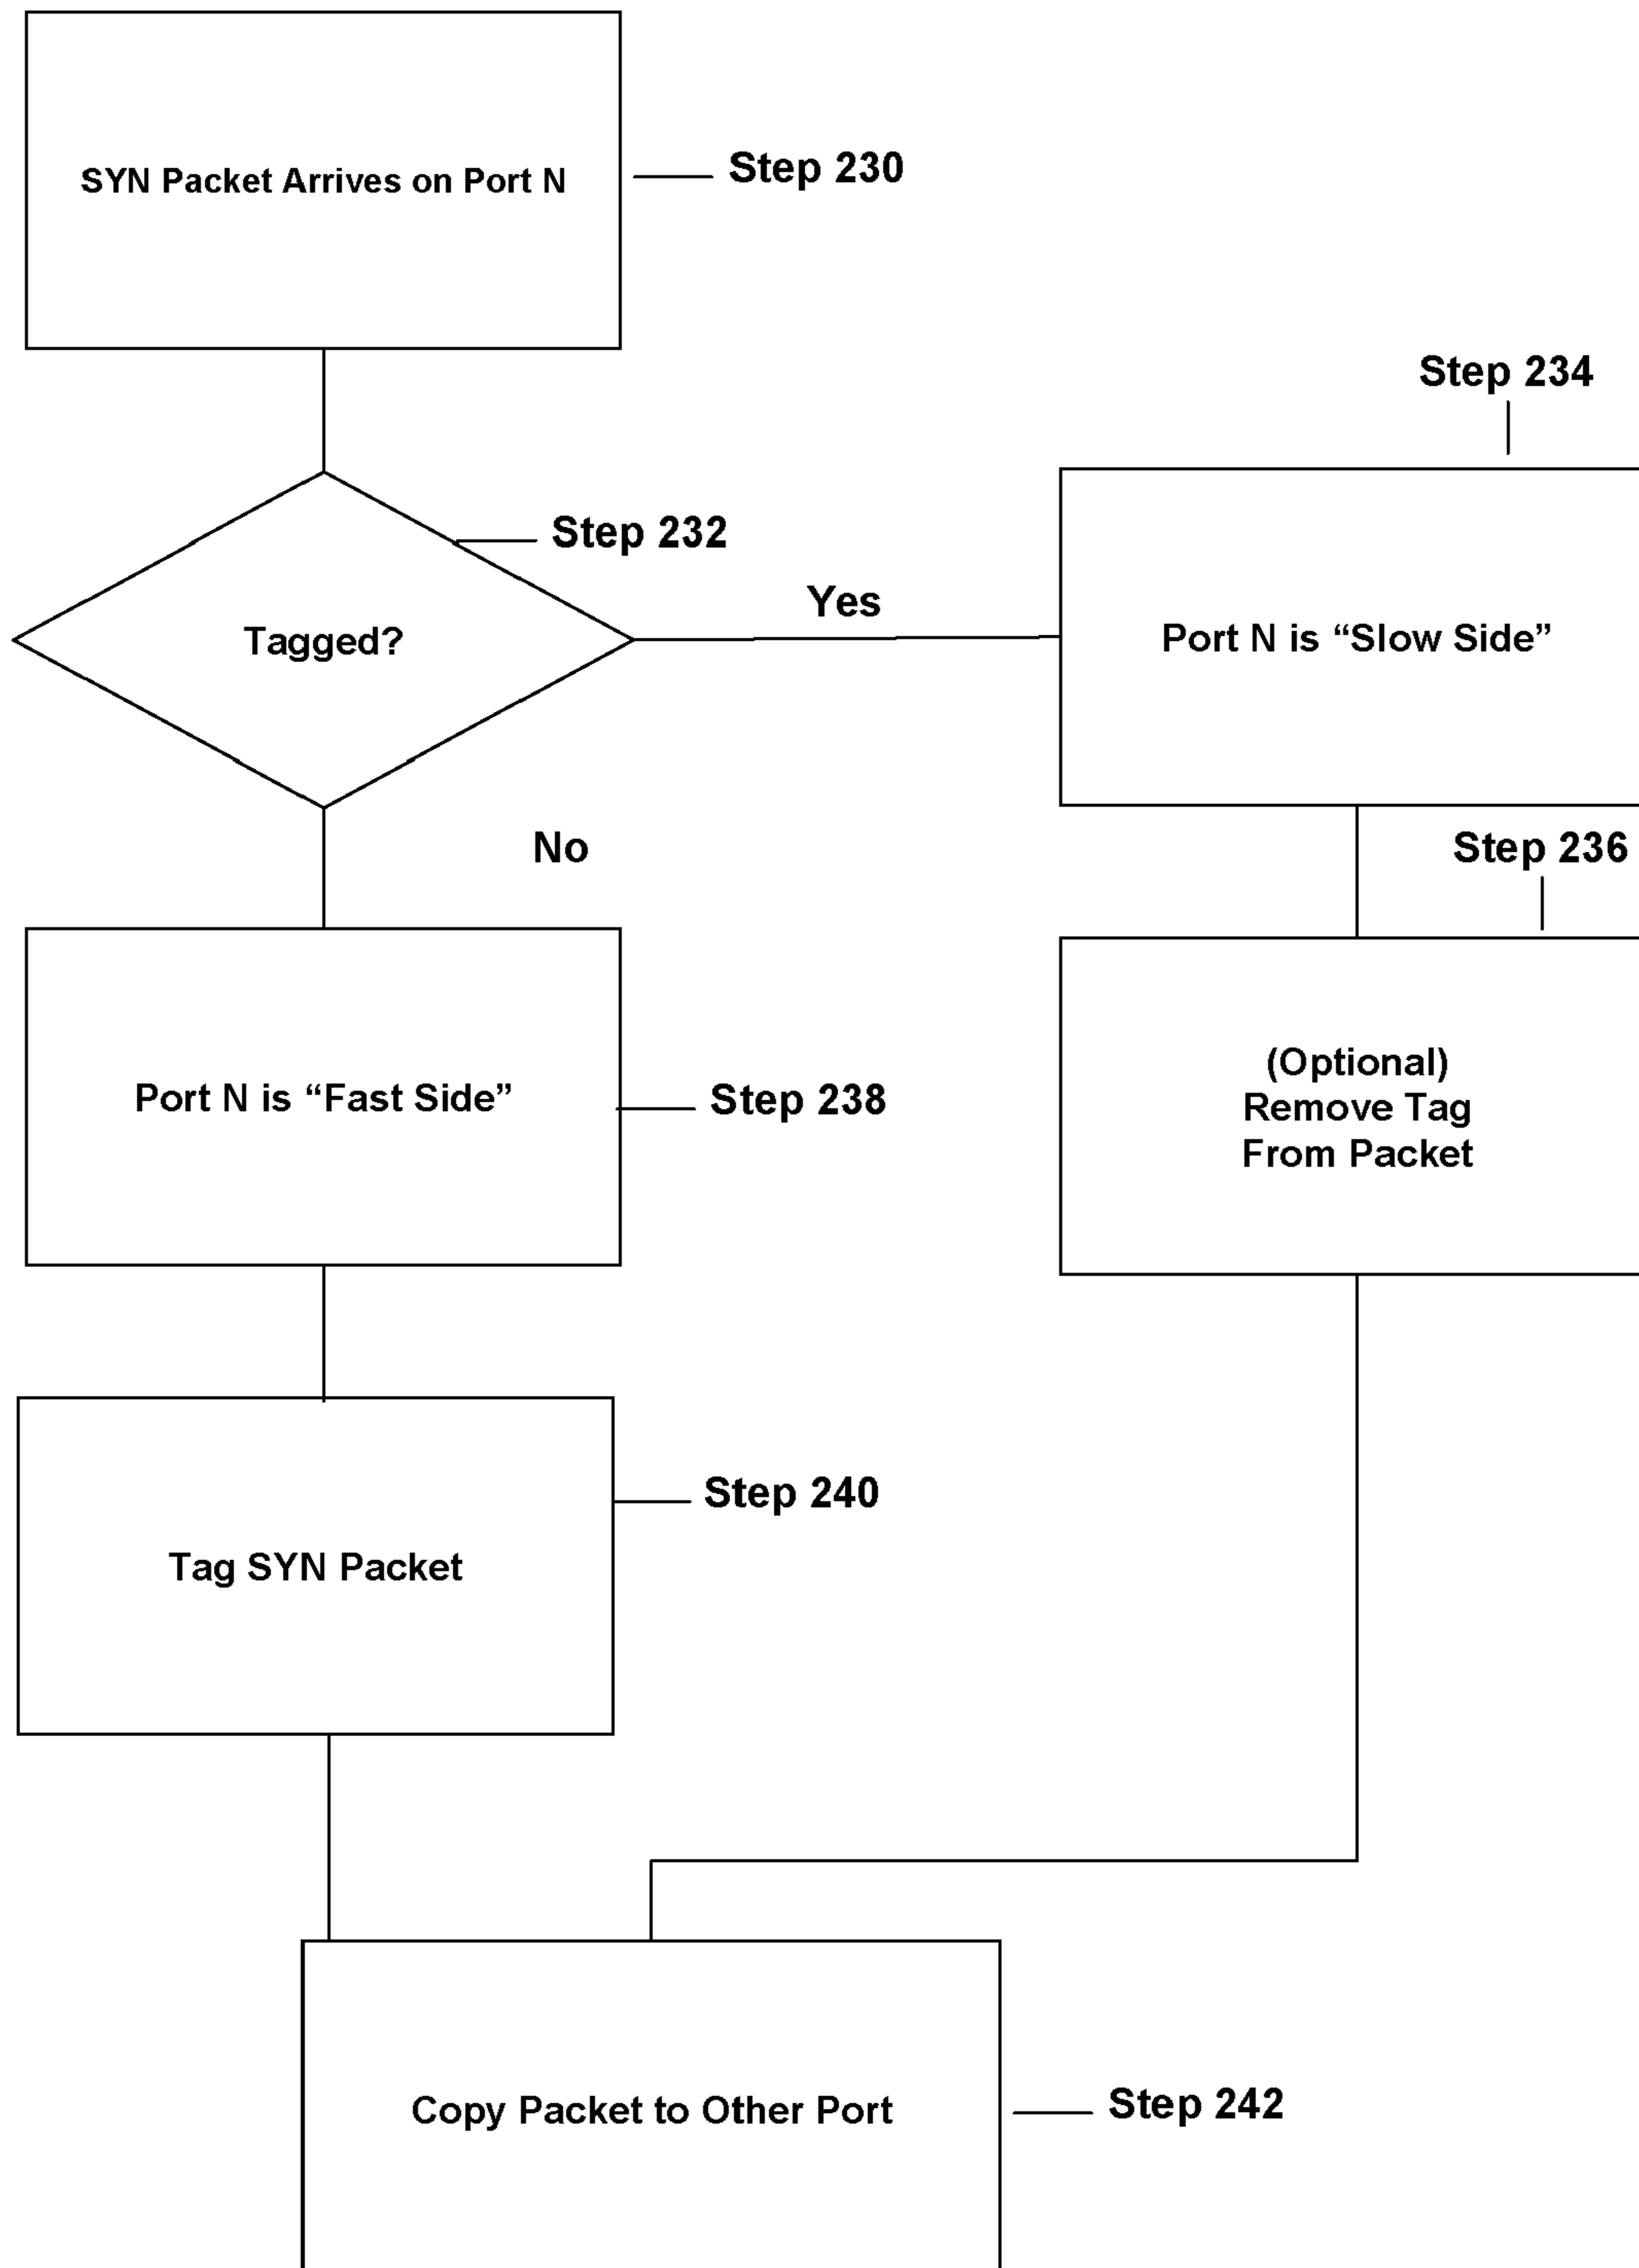 SYN Packet Arrives on Port N
Step 230
Step 234
Step 232
Yes
Tagged?
Port N is “Slow Side”
No
Step 236
Port N is “Fast Side”
Step 238
(Optional)
Remove Tag
From Packet
Step 240
Tag SYN Packet
Copy Packet to Other Port
Step 242